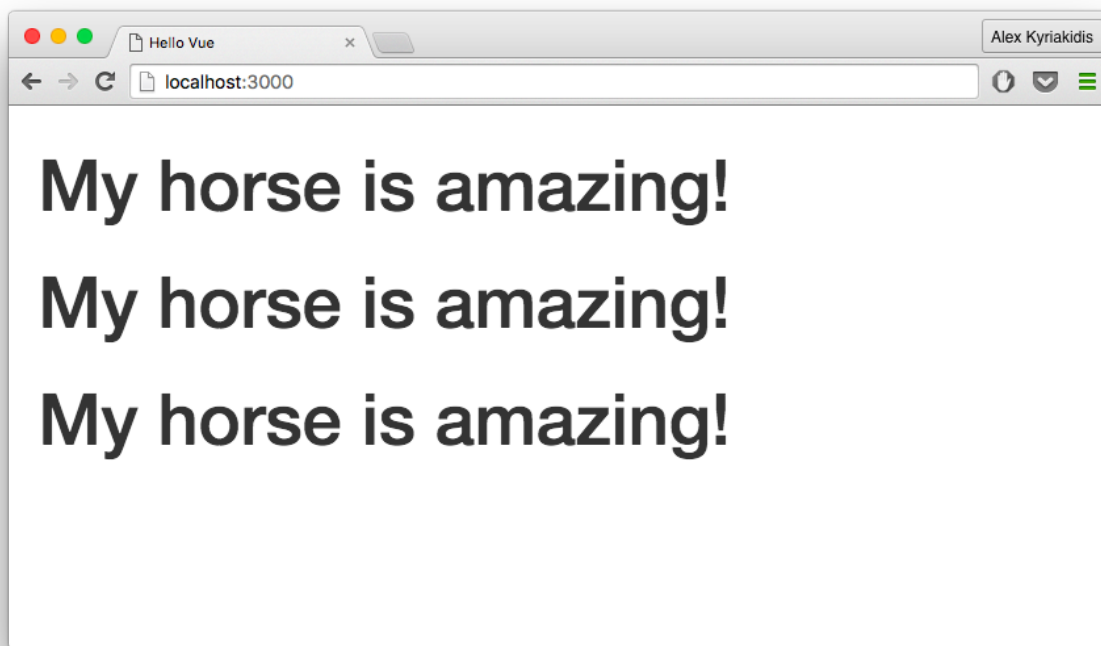 Hello Vue
Alex Kyriakidis
localhost:3000
My horse is amazing!
My horse is amazing!
My horse is amazing!